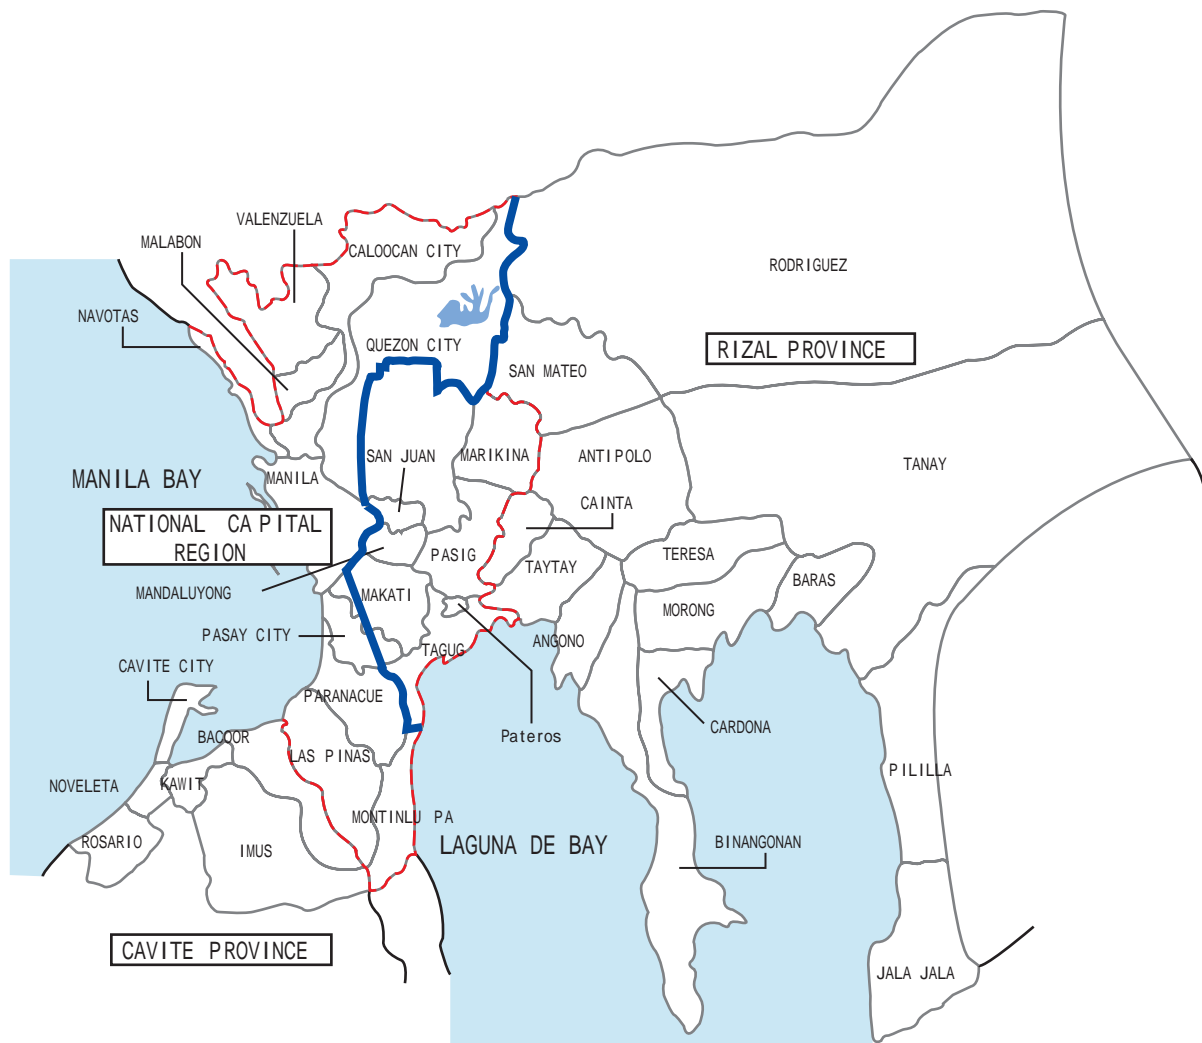 VALENZUELA
MALABON
CALOOCAN CITY
RODRIGUEZ
NAVOTAS
QUEZON CITY
RIZAL PROVINCE
SAN MATEO
SAN JUAN
MARIKINA
ANTIPOLO
TANAY
MANILA BAY
MANILA
CAINTA
NATIONAL CAPITAL
REGION
PASIG
TERESA
TAYTAY
BARAS
MANDALUYONG
MAKATI
MORONG
PASAY CITY
TAGUG
ANGONO
CAVITE CITY
PARANACUE
CARDONA
Pateros
BACOOR
LAS PINAS
PILILLA
NOVELETA
KAWIT
MONTINLU PA
ROSARIO
IMUS
LAGUNA DE BAY
BINANGONAN
CAVITE PROVINCE
JALA JALA